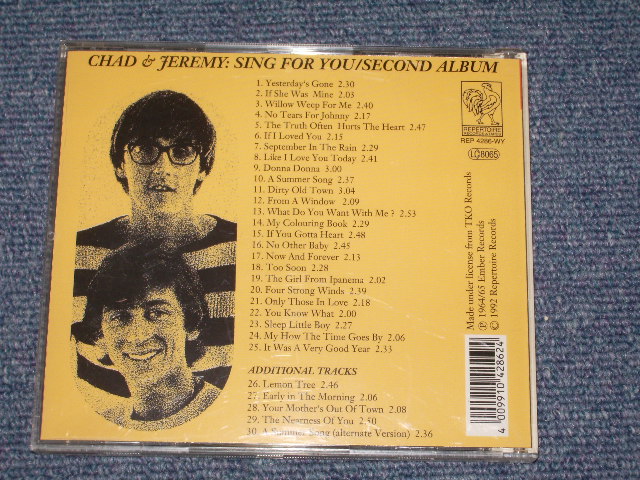 CHAD & JEREMY: SING FOR YOU/SECOND ALBUM
1. Yesterday's Gone 2.30
2. If She Was Mine 2.03
3. Willow Weep For Me 2.40
4. No Tears For Johnny 2.17
5. The Truth Often Hurts The Heart 2.47
6. If I Loved You 2.15
7. September In The Rain 2.29
8. Like I Love You Today 2.41
9. Donna Donna 3.00
10. A Summer Song 2.37
11. Dirty Old Town 3.04
12. From A Window 2.09
13. What Do You Want With Me? 2.53
14. My Colouring Book 2.29
15. If You Gotta Heart 2.48
16. No Other Baby 2.45
17. Now And Forever 2.13
18. Too Soon 2.28
19. The Girl From Ipanema 2.02
20. Four Strong Winds 2.39
21. Only Those In Love 2.18
22. You Know What 2.00
23. Sleep Little Boy 2.27
24. My How The Time Goes By 2.06
25. It Was A Very Good Year 2.33
ADDITIONAL TRACKS
26. Lemon Tree 2.46
27. Early in The Morning 2.06
28. Your Mother's Out Of Town 2.08
29. The Nearness Of You 2.50
30. A Summer Song (alternate Version) 2.36
REPERTOIRE
RECORDS
REP 4286-WY
LC 8065
Made under license from TKO Records
℗ 1964/65 Ember Records
© 1992 Repertoire Records
4 009910 428624